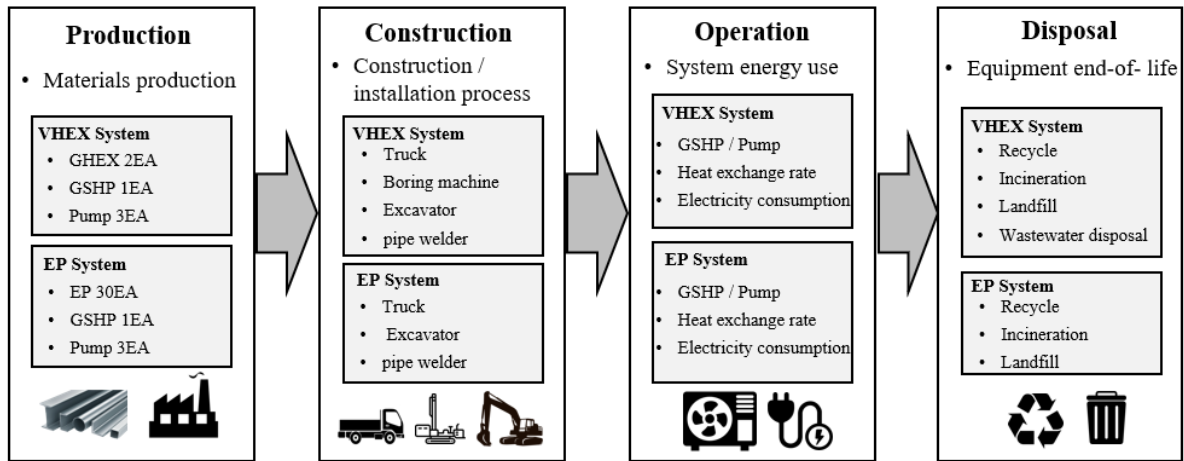 Production
• Materials production
VHEX System
• GHEX 2EA
• GSHP 1EA
• Pump 3EA
EP System
• EP 30EA
• GSHP 1EA
• Pump 3EA
Construction
• Construction /
installation process
VHEX System
• Truck
• Boring machine
• Excavator
• pipe welder
EP System
• Truck
• Excavator
• pipe welder
Operation
• System energy use
VHEX System
• GSHP / Pump
• Heat exchange rate
• Electricity consumption
EP System
• GSHP / Pump
• Heat exchange rate
• Electricity consumption
Disposal
• Equipment end-of- life
VHEX System
• Recycle
• Incineration
• Landfill
• Wastewater disposal
EP System
• Recycle
• Incineration
• Landfill